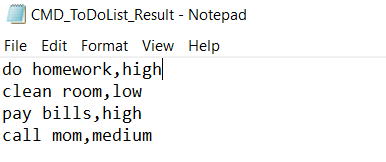 CMD_ToDoList_Result - Notepad
File Edit Format View Help
do homework,high
clean room,low
pay bills,high
call mom,medium